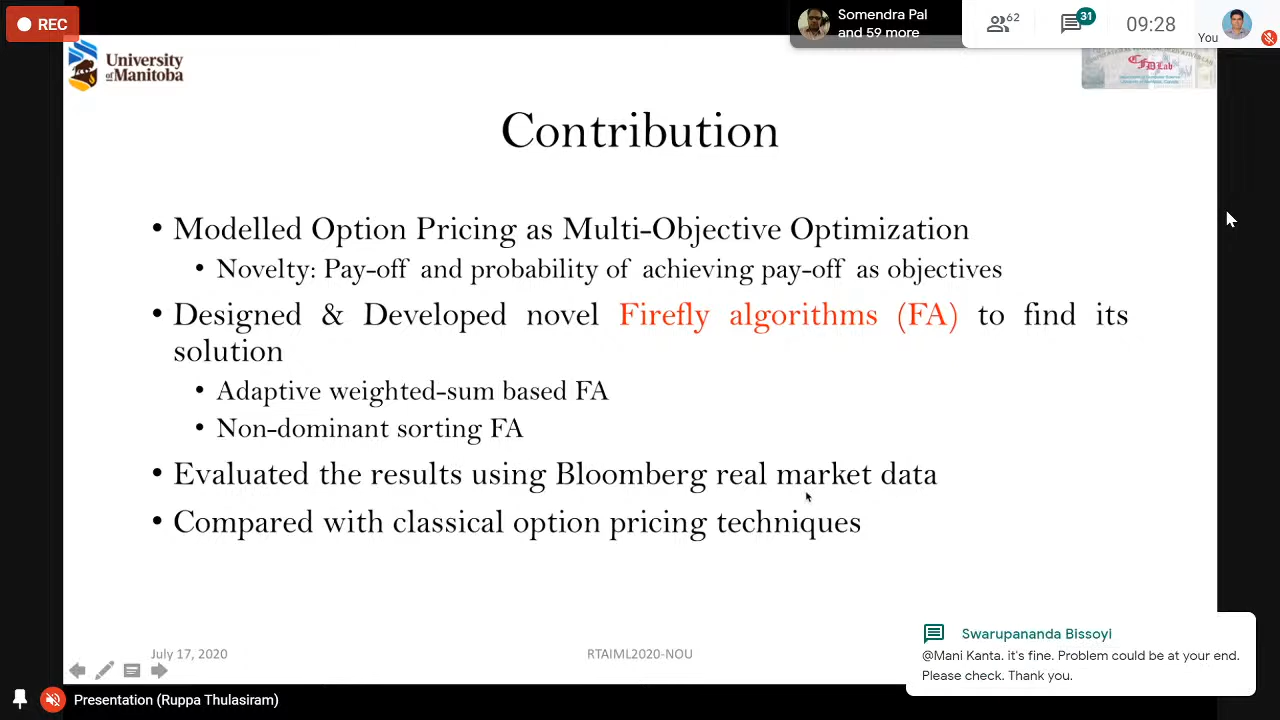 REC
Somendra Pal
and 59 more
62
31
09:28
You
University
of Manitoba
CFD Lab
Contribution
• Modelled Option Pricing as Multi-Objective Optimization
• Novelty: Pay-off and probability of achieving pay-off as objectives
• Designed & Developed novel Firefly algorithms (FA) to find its
solution
• Adaptive weighted-sum based FA
• Non-dominant sorting FA
• Evaluated the results using Bloomberg real market data
• Compared with classical option pricing techniques
Swarupananda Bissoyi
@Mani Kanta. it's fine. Problem could be at your end.
Please check. Thank you.
July 17, 2020
RTAIML2020-NOU
Presentation (Ruppa Thulasiram)